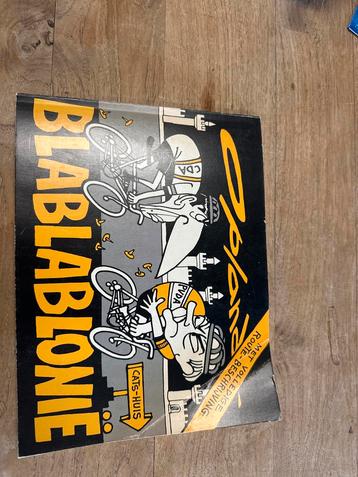 Opland
MET VOLLEDIGE
ROUTE-BESCHRIJVING
CDA
PVDA
CATS-HUIS
BLABLABLONIE